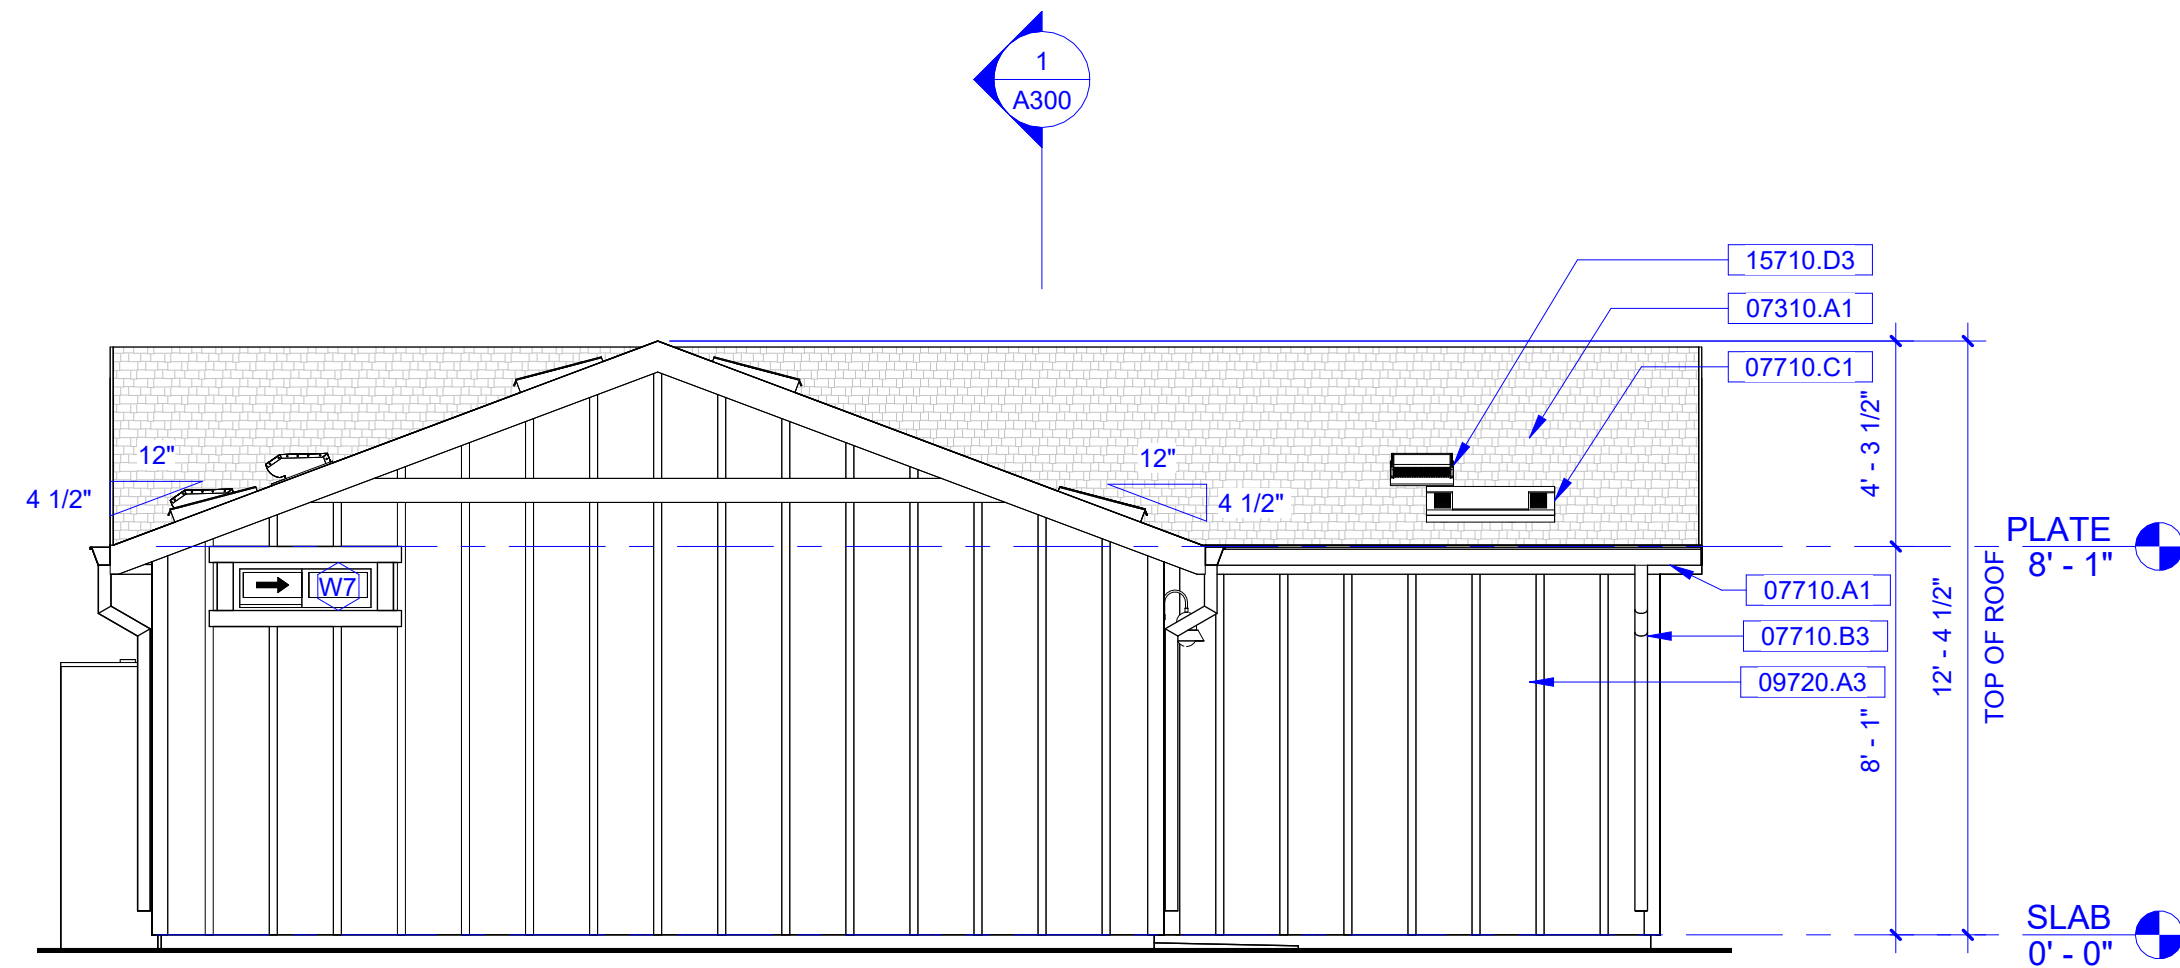 1
A300
15710.D3
07310.A1
07710.C1
12"
4 1/2"
12"
4 1/2"
4' - 3 1/2"
PLATE
8' - 1"
W7
07710.A1
07710.B3
09720.A3
8' - 1"
12' - 4 1/2"
TOP OF ROOF
SLAB
0' - 0"